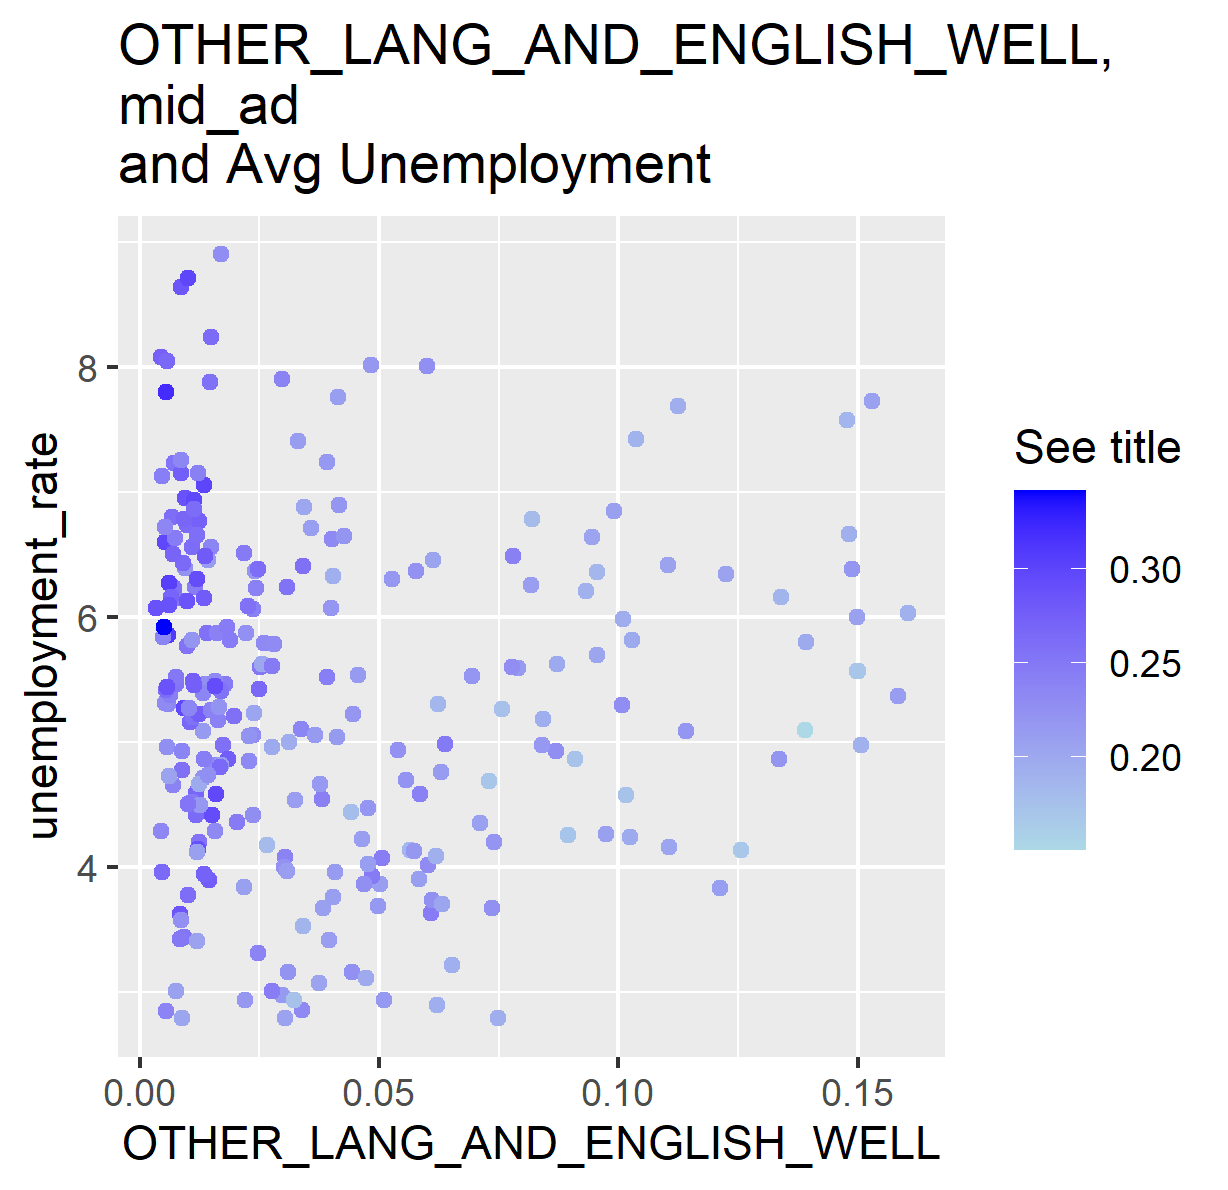 OTHER_LANG_AND_ENGLISH_WELL,
mid_ad
and Avg Unemployment
unemployment_rate
8
6
4
0.00
0.05
0.10
0.15
OTHER_LANG_AND_ENGLISH_WELL
See title
0.30
0.25
0.20